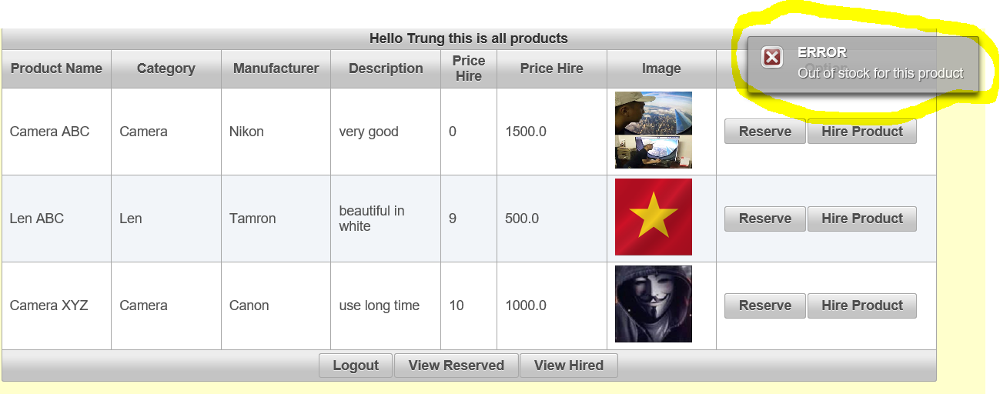 Hello Trung this is all products
ERROR
Out of stock for this product
Product Name
Category
Manufacturer
Description
Price
Hire
Price Hire
Image
Option
Camera ABC
Camera
Nikon
very good
0
1500.0
Reserve
Hire Product
Len ABC
Len
Tamron
beautiful in
white
9
500.0
Reserve
Hire Product
Camera XYZ
Camera
Canon
use long time
10
1000.0
Reserve
Hire Product
Logout
View Reserved
View Hired